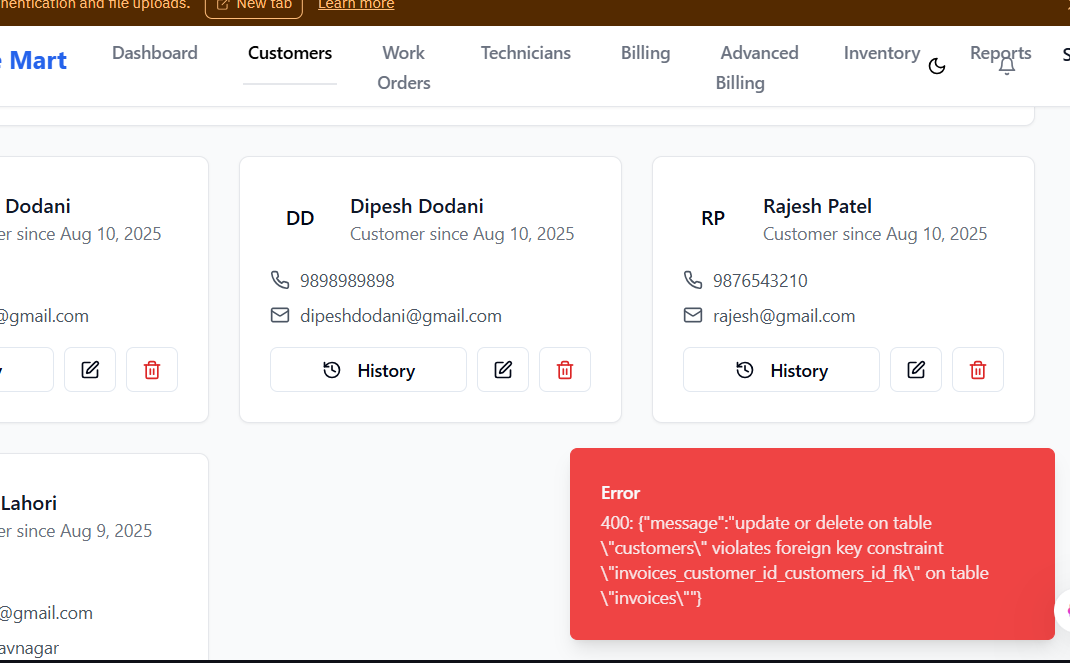 nentication and file uploads. New tab Learn more
Mart
Dashboard
Customers
Work
Orders
Technicians
Billing
Advanced
Billing
Inventory
Reports
S
Dodani
er since Aug 10, 2025
@gmail.com
DD
Dipesh Dodani
Customer since Aug 10, 2025
9898989898
dipeshdodani@gmail.com
History
RP
Rajesh Patel
Customer since Aug 10, 2025
9876543210
rajesh@gmail.com
History
Lahori
er since Aug 9, 2025
@gmail.com
avnagar
Error
400: {"message":"update or delete on table
\"customers\" violates foreign key constraint
\"invoices_customer_id_customers_id_fk\" on table
\"invoices\""}